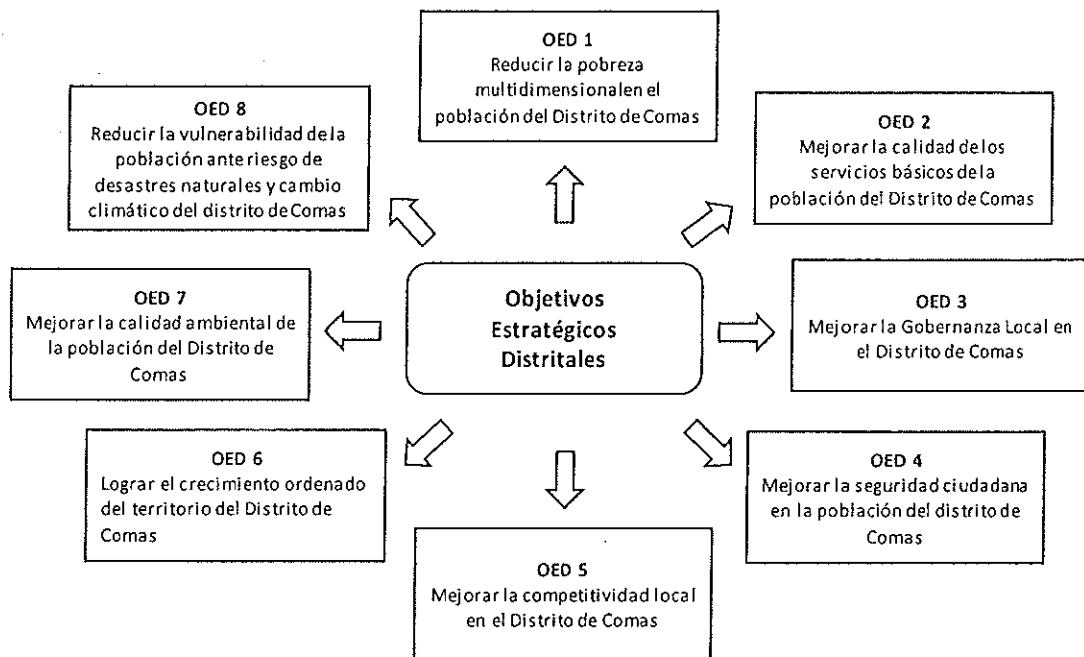 OED 1
Reducir la pobreza
multidimensionalen el
población del Distrito de Comas
OED 2
Mejorar la calidad de los
servicios básicos de la
población del Distrito de Comas
OED 3
Mejorar la Gobernanza Local en
el Distrito de Comas
OED 4
Mejorar la seguridad ciudadana
en la población del distrito de
Comas
OED 5
Mejorar la competitividad local
en el Distrito de Comas
OED 6
Lograr el crecimiento ordenado
del territorio del Distrito de
Comas
OED 7
Mejorar la calidad ambiental de
la población del Distrito de
Comas
OED 8
Reducir la vulnerabilidad de la
población ante riesgo de
desastres naturales y cambio
climático del distrito de Comas
Objetivos
Estratégicos
Distritales